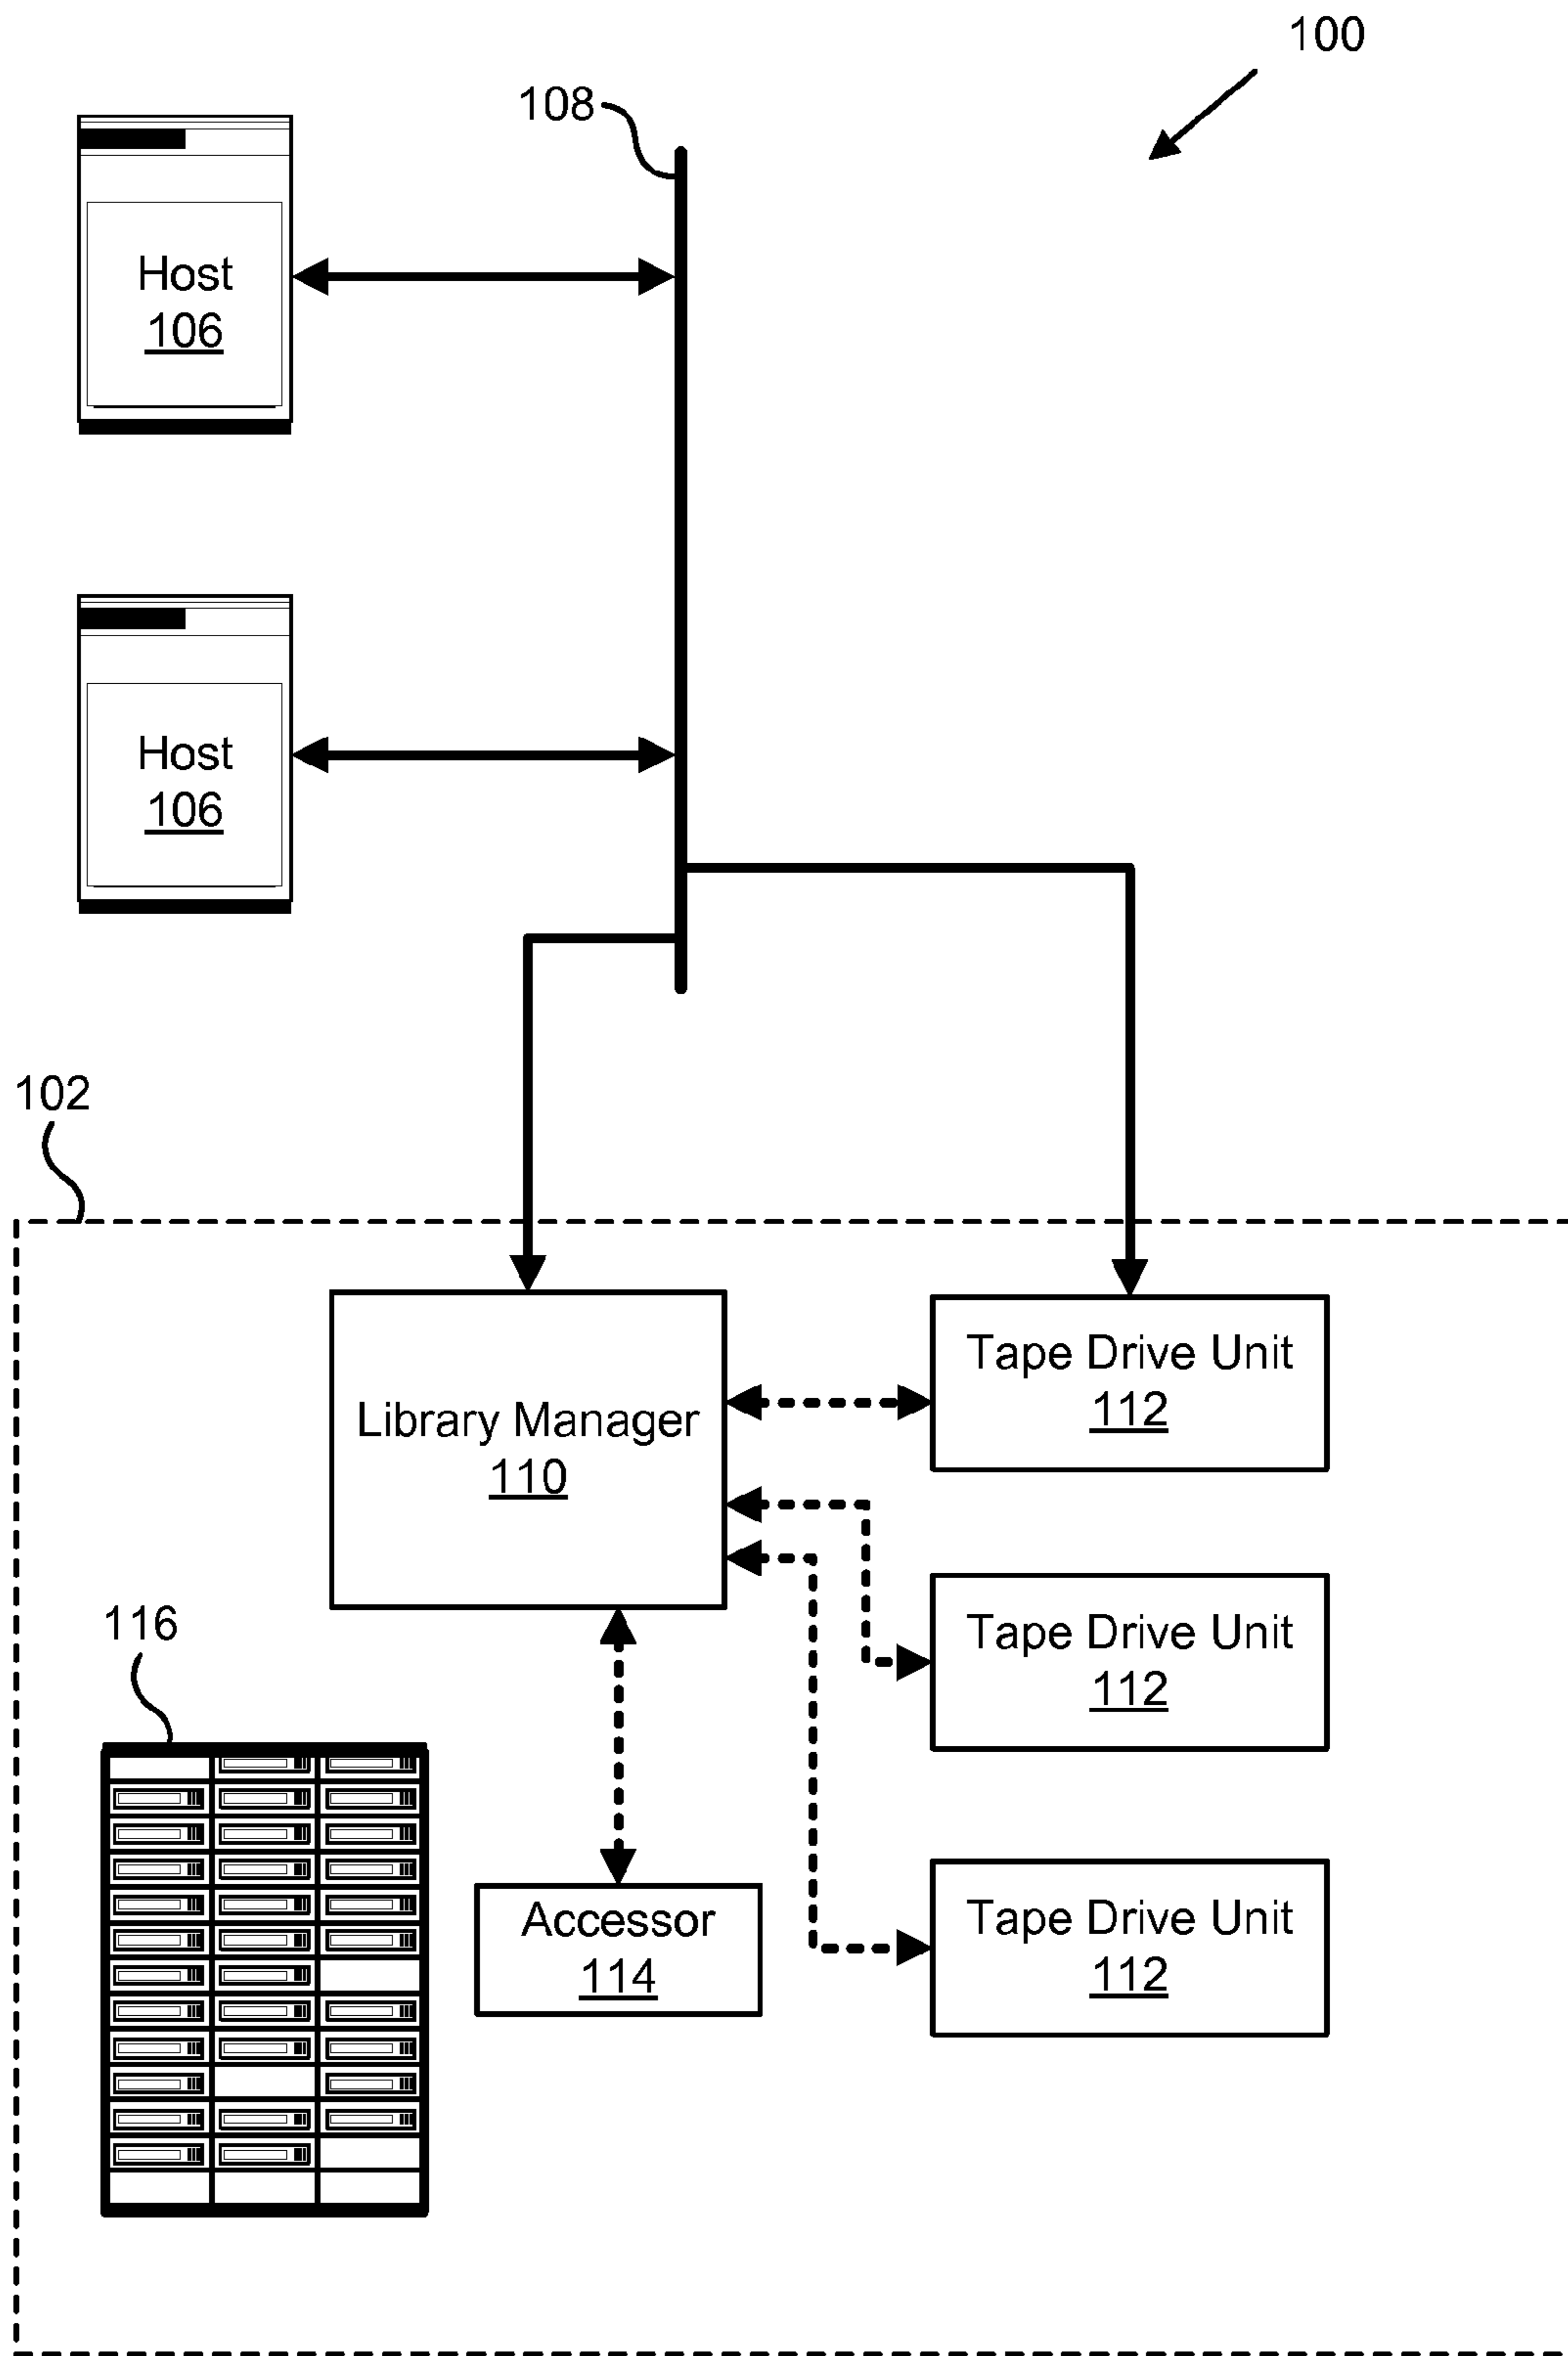 100
108
Host
106
Host
106
102
Library Manager
110
Tape Drive Unit
112
Tape Drive Unit
112
116
Accessor
114
Tape Drive Unit
112